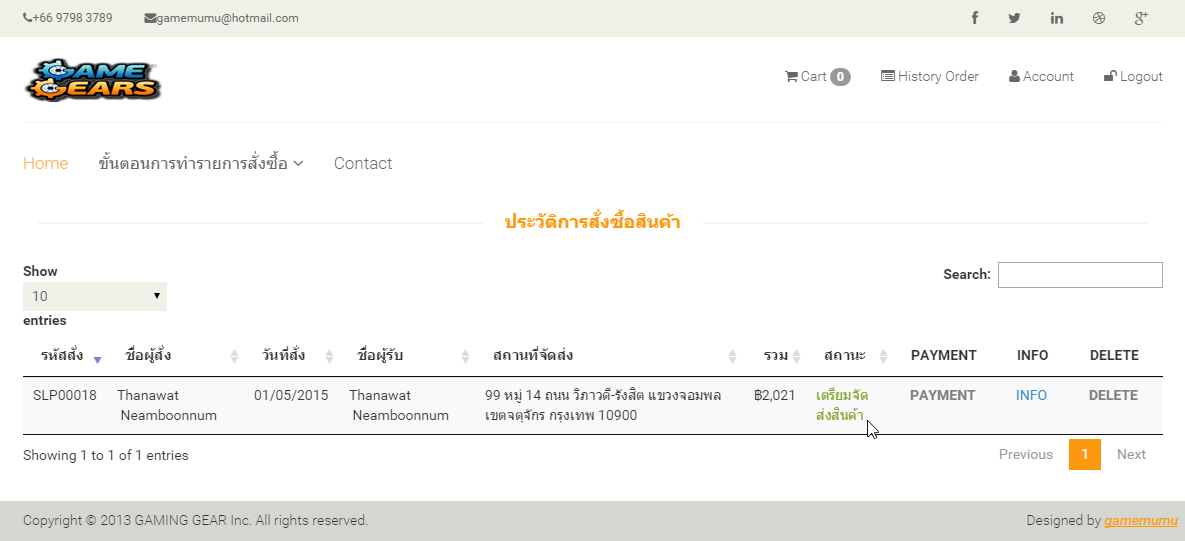 +66 9798 3789 gamemumu@hotmail.com
GAME GEARS
Cart 0 History Order Account Logout
Home ขั้นตอนการทำรายการสั่งซื้อ Contact
ประวัติการสั่งซื้อสินค้า
Show
10
entries
Search:
รหัสสั่ง ชื่อผู้สั่ง วันที่สั่ง ชื่อผู้รับ สถานที่จัดส่ง รวม สถานะ PAYMENT INFO DELETE
SLP00018 Thanawat 01/05/2015 Thanawat 99 หมู่ 14 ถนน วิภาวดี-รังสิต แขวงจอมพล ฿2,021 เตรียมจัด PAYMENT INFO DELETE
Neamboonnum Neamboonnum เขตจตุจักร กรุงเทพ 10900 ส่งสินค้า
Showing 1 to 1 of 1 entries
Previous 1 Next
Copyright © 2013 GAMING GEAR Inc. All rights reserved. Designed by gamemumu